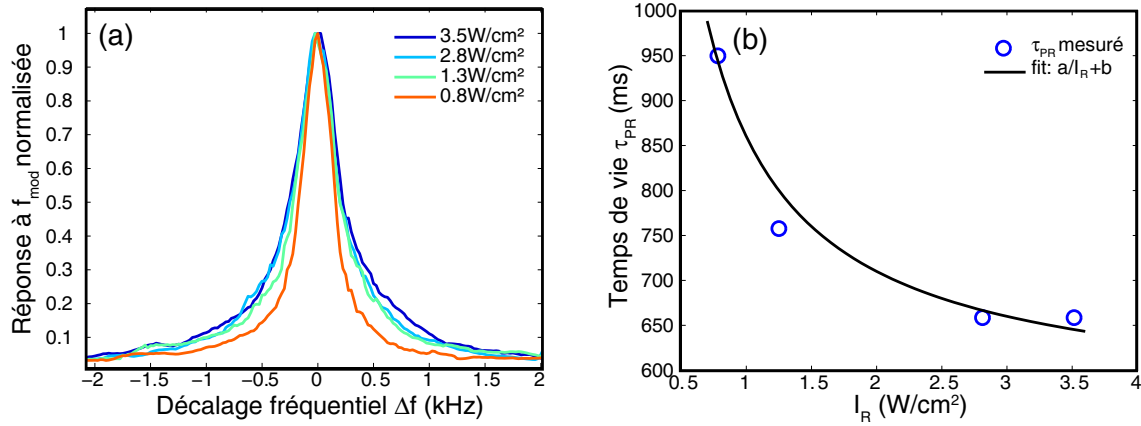 (a)
3.5W/cm²
2.8W/cm²
1.3W/cm²
0.8W/cm²
Réponse à f_mod normalisée
1
0.9
0.8
0.7
0.6
0.5
0.4
0.3
0.2
0.1
−2 −1.5 −1 −0.5 0 0.5 1 1.5 2
Décalage fréquentiel Δf (kHz)
(b)
τ_PR mesuré
fit: a/I_R+b
Temps de vie τ_PR (ms)
1000
950
900
850
800
750
700
650
600
0.5 1 1.5 2 2.5 3 3.5 4
I_R (W/cm²)